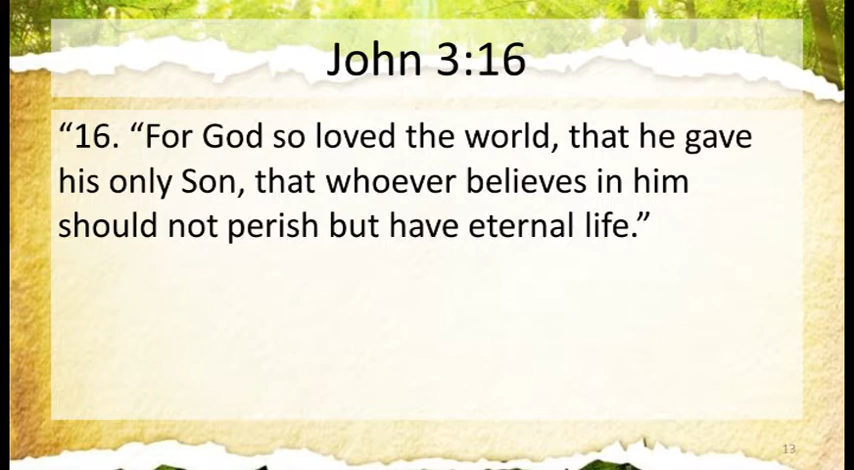 John 3:16
“16. “For God so loved the world, that he gave
his only Son, that whoever believes in him
should not perish but have eternal life.”
13